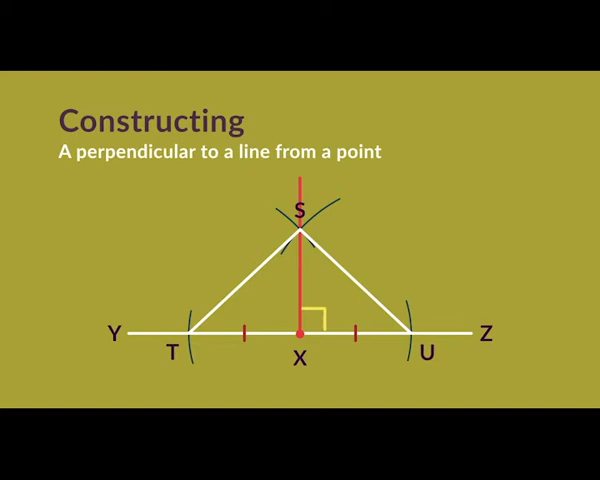 Constructing
A perpendicular to a line from a point
S
Y
Z
T
X
U